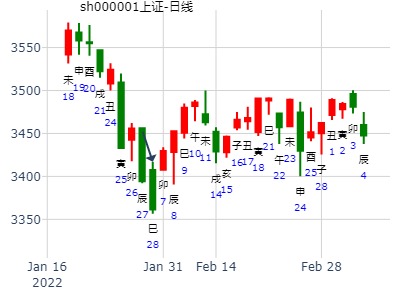 sh000001上证-日线
3550
3500
3450
3400
3350
未
18
申
19
酉
20
戌
21
丑
24
寅
25
卯
26
辰
27
巳
28
卯
7
辰
8
巳
9
午
10
未
11
戌
14
亥
15
子
16
丑
17
寅
18
巳
21
午
22
未
23
申
24
酉
25
子
28
丑
1
寅
2
卯
3
辰
4
Jan 16
2022
Jan 31
Feb 14
Feb 28